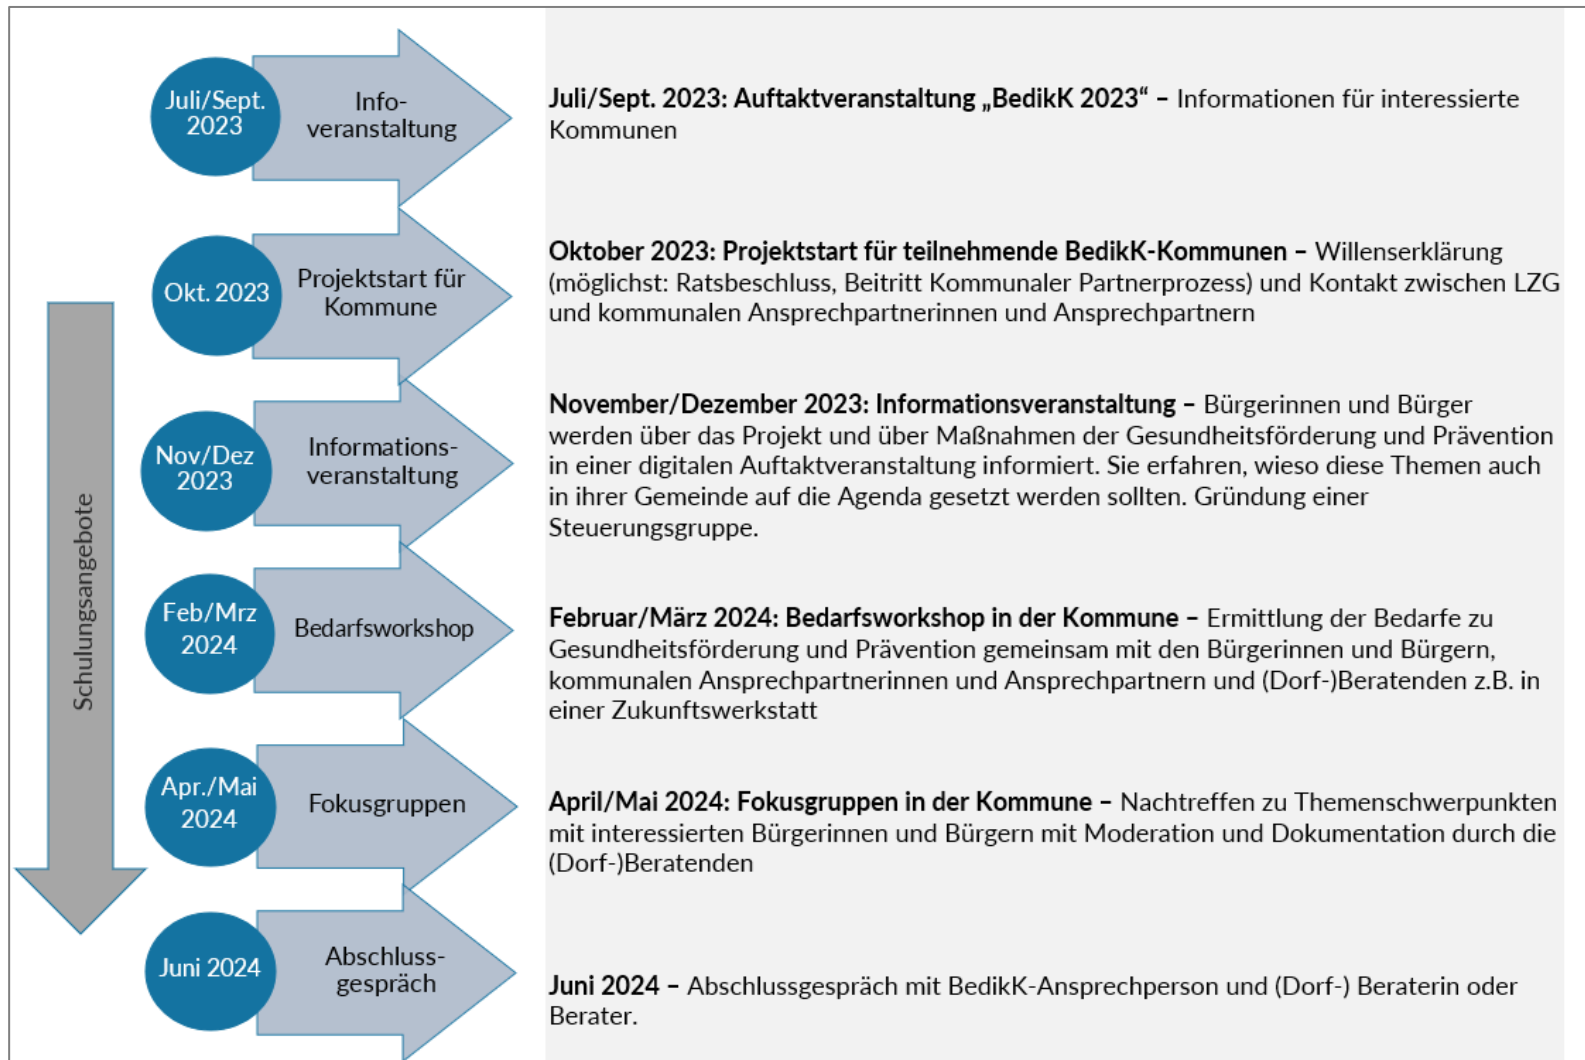 Juli/Sept.
2023
Info-
veranstaltung
Juli/Sept. 2023: Auftaktveranstaltung „BedikK 2023“ – Informationen für interessierte
Kommunen
Okt. 2023
Projektstart für
Kommune
Oktober 2023: Projektstart für teilnehmende BedikK-Kommunen – Willenserklärung
(möglichst: Ratsbeschluss, Beitritt Kommunaler Partnerprozess) und Kontakt zwischen LZG
und kommunalen Ansprechpartnerinnen und Ansprechpartnern
Nov/Dez
2023
Informations-
veranstaltung
November/Dezember 2023: Informationsveranstaltung – Bürgerinnen und Bürger
werden über das Projekt und über Maßnahmen der Gesundheitsförderung und Prävention
in einer digitalen Auftaktveranstaltung informiert. Sie erfahren, wieso diese Themen auch
in ihrer Gemeinde auf die Agenda gesetzt werden sollten. Gründung einer
Steuerungsgruppe.
Schulungsangebote
Feb/Mrz
2024
Bedarfsworkshop
Februar/März 2024: Bedarfsworkshop in der Kommune – Ermittlung der Bedarfe zu
Gesundheitsförderung und Prävention gemeinsam mit den Bürgerinnen und Bürgern,
kommunalen Ansprechpartnerinnen und Ansprechpartnern und (Dorf-)Beratenden z.B. in
einer Zukunftswerkstatt
Apr./Mai
2024
Fokusgruppen
April/Mai 2024: Fokusgruppen in der Kommune – Nachtreffen zu Themenschwerpunkten
mit interessierten Bürgerinnen und Bürgern mit Moderation und Dokumentation durch die
(Dorf-)Beratenden
Juni 2024
Abschluss-
gespräch
Juni 2024 – Abschlussgespräch mit BedikK-Ansprechperson und (Dorf-) Beraterin oder
Berater.